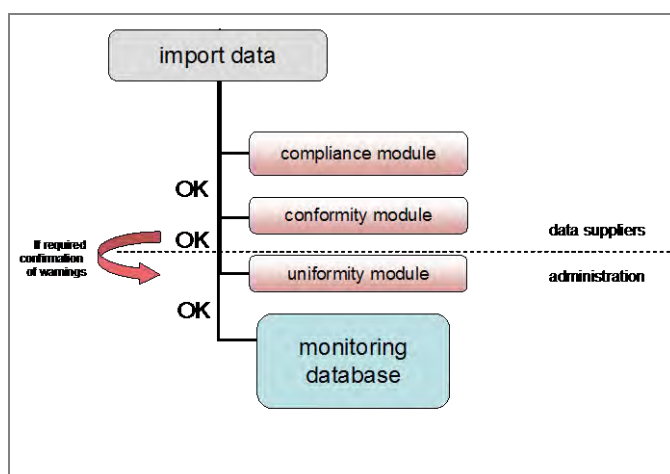 import data
compliance module
OK
conformity module
If required
confirmation
of warnings
OK
data suppliers
uniformity module
administration
OK
monitoring
database